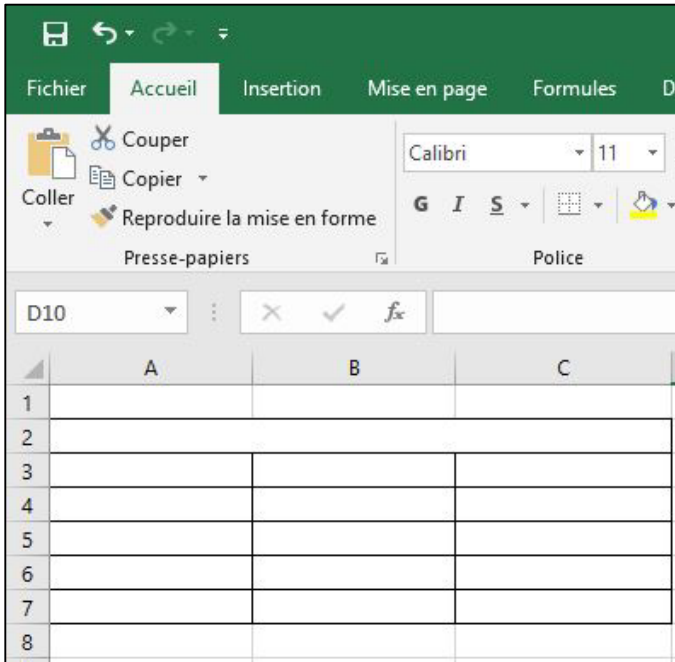 Fichier Accueil Insertion Mise en page Formules D
Couper
Copier
Coller
Reproduire la mise en forme
Presse-papiers
Calibri 11
G I S
Police
D10 fx
A B C
1
2
3
4
5
6
7
8